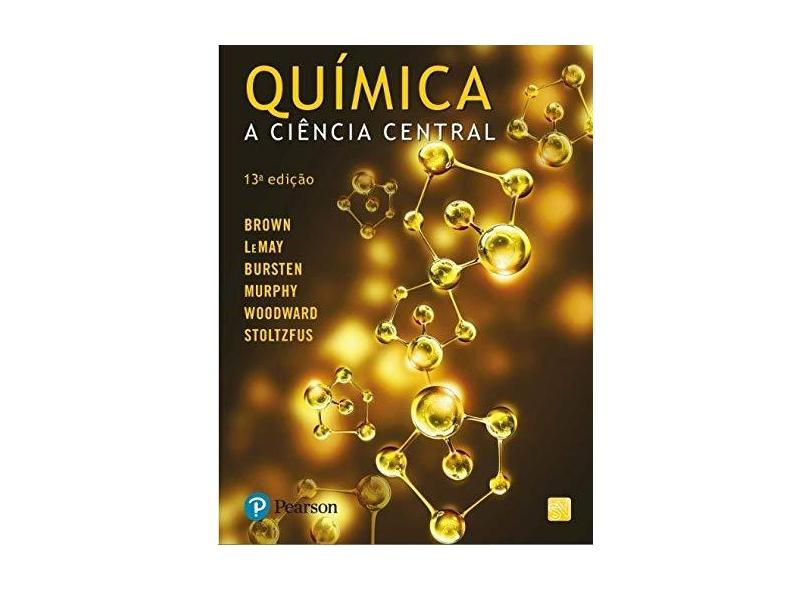 QUÍMICA
A CIÊNCIA CENTRAL
13ª edição
BROWN
LeMAY
BURSTEN
MURPHY
WOODWARD
STOLTZFUS
Pearson